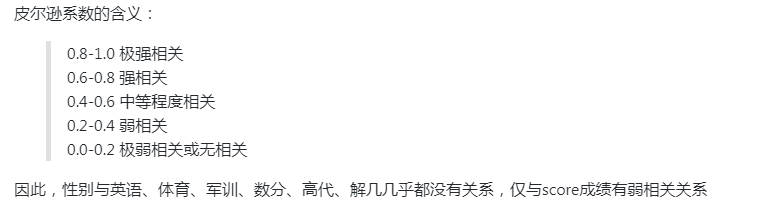 皮尔逊系数的含义：
0.8-1.0 极强相关
0.6-0.8 强相关
0.4-0.6 中等程度相关
0.2-0.4 弱相关
0.0-0.2 极弱相关或无相关
因此，性别与英语、体育、军训、数分、高代、解几几乎都没有关系，仅与score成绩有弱相关关系